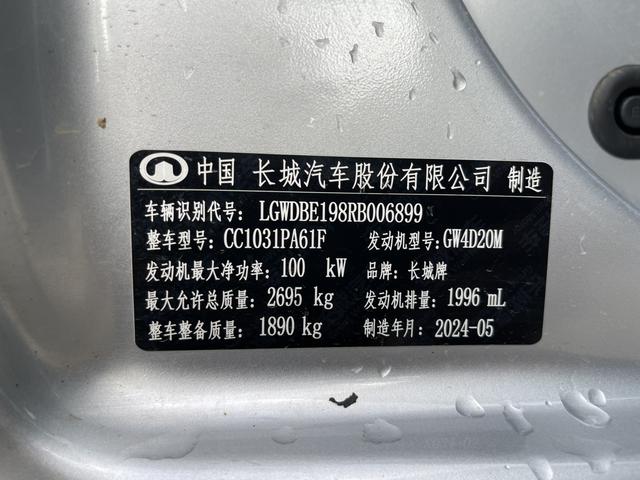 中国 长城汽车股份有限公司 制造
车辆识别代号: LGWDBE198RB006899
整车型号: CC1031PA61F 发动机型号: GW4D20M
发动机最大净功率: 100 kW 品牌: 长城牌
最大允许总质量: 2695 kg 发动机排量: 1996 mL
整车整备质量: 1890 kg 制造年月: 2024-05